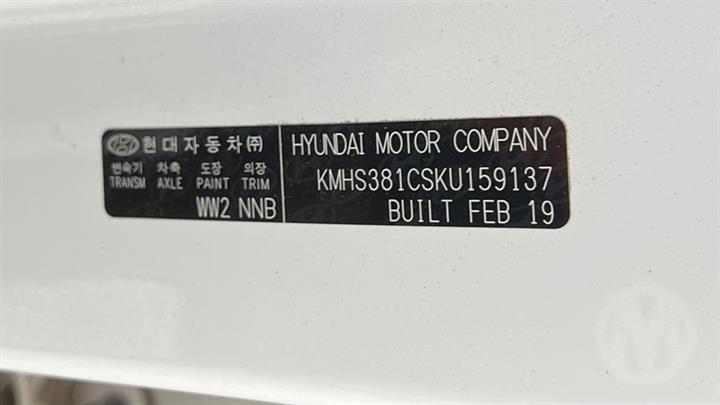 현대자동차㈜
변속기 차축 도장 의장
TRANSM AXLE PAINT TRIM
WW2 NNB
HYUNDAI MOTOR COMPANY
KMHS381CSKU159137
BUILT FEB 19